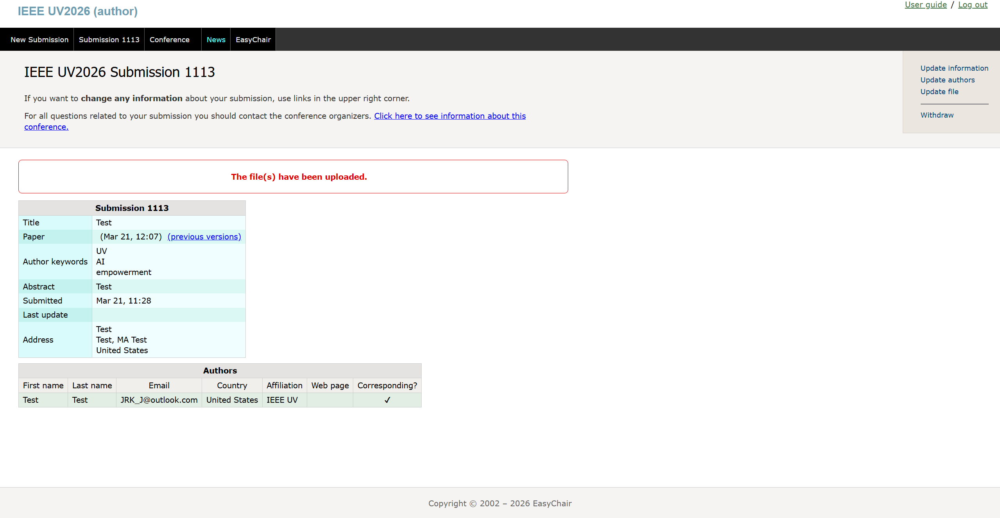 IEEE UV2026 (author)
User guide / Log out
New Submission Submission 1113 Conference News EasyChair
IEEE UV2026 Submission 1113
If you want to change any information about your submission, use links in the upper right corner.
For all questions related to your submission you should contact the conference organizers. Click here to see information about this
conference.
Update information
Update authors
Update file
Withdraw
The file(s) have been uploaded.
Submission 1113
Title Test
Paper (Mar 21, 12:07) (previous versions)
Author keywords UV
AI
empowerment
Abstract Test
Submitted Mar 21, 11:28
Last update
Address Test
Test, MA Test
United States
Authors
First name Last name Email Country Affiliation Web page Corresponding?
Test Test JRK_J@outlook.com United States IEEE UV ✓
Copyright © 2002 – 2026 EasyChair